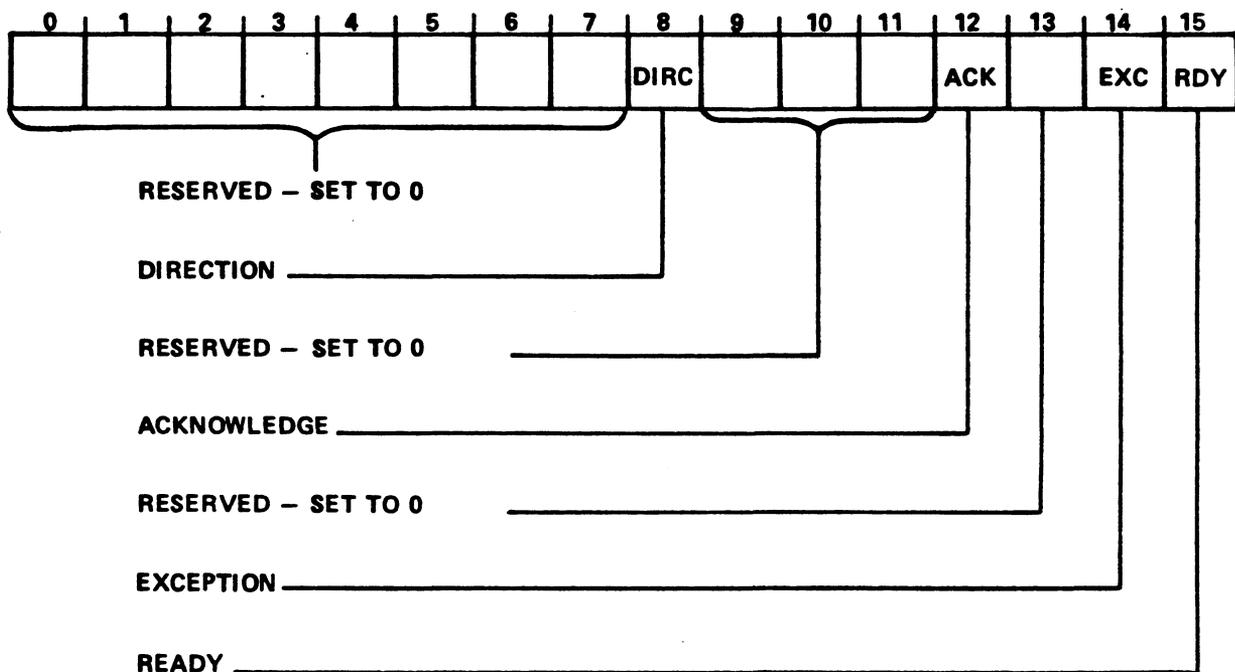 0 1 2 3 4 5 6 7 8 9 10 11 12 13 14 15
DIRC ACK EXC RDY
RESERVED – SET TO 0
DIRECTION
RESERVED – SET TO 0
ACKNOWLEDGE
RESERVED – SET TO 0
EXCEPTION
READY